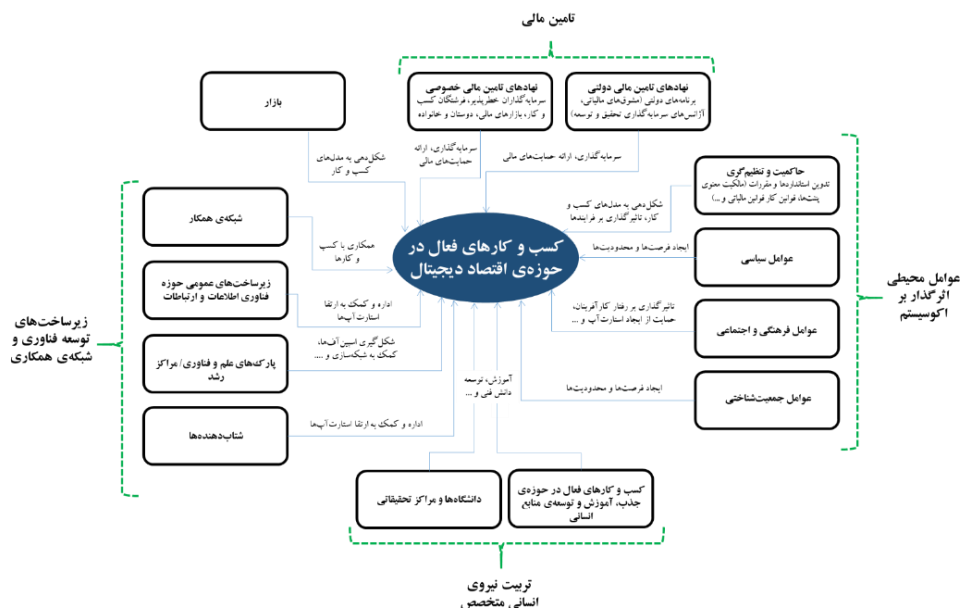 تامین مالی
بازار
نهادهای تامین مالی خصوصی
سرمایه‌گذاران خطرپذیر، فرشتگان کسب
و کار، بازارهای مالی، دوستان و خانواده
نهادهای تامین مالی دولتی
برنامه‌های دولتی (مشوق‌های مالیاتی،
آژانس‌های سرمایه‌گذاری تحقیق و توسعه)
شکل‌دهی به مدل‌های
کسب و کار
سرمایه‌گذاری، ارائه
حمایت‌های مالی
سرمایه‌گذاری، ارائه حمایت‌های مالی
حاکمیت و تنظیم‌گری
تدوین استانداردها و مقررات (مالکیت معنوی
پتنت‌ها، قوانین کار قوانین مالیاتی و ...)
شکل‌دهی به مدل‌های کسب و
کار، تاثیرگذاری بر فرایندها
عوامل سیاسی
ایجاد فرصت‌ها و محدودیت‌ها
عوامل فرهنگی و اجتماعی
تاثیرگذاری بر رفتار کارآفرینان،
حمایت از ایجاد استارت آپ و ...
عوامل جمعیت‌شناختی
ایجاد فرصت‌ها و محدودیت‌ها
عوامل محیطی
اثرگذار بر
اکوسیستم
کسب و کارهای فعال در
حوزه‌ی اقتصاد دیجیتال
شبکه‌ی همکار
همکاری با کسب
و کارها
زیرساخت‌های عمومی حوزه
فناوری اطلاعات و ارتباطات
اداره و کمک به ارتقا
استارت آپ‌ها
پارک‌های علم و فناوری/ مراکز
رشد
شکل‌گیری اسپین آف‌ها،
کمک به شبکه‌سازی و ....
شتاب‌دهنده‌ها
اداره و کمک به ارتقا استارت آپ‌ها
زیرساخت‌های
توسعه فناوری و
شبکه‌ی همکاری
آموزش، توسعه
دانش فنی و ...
دانشگاه‌ها و مراکز تحقیقاتی
کسب و کارهای فعال در حوزه‌ی
جذب، آموزش و توسعه‌ی منابع
انسانی
تربیت نیروی
انسانی متخصص